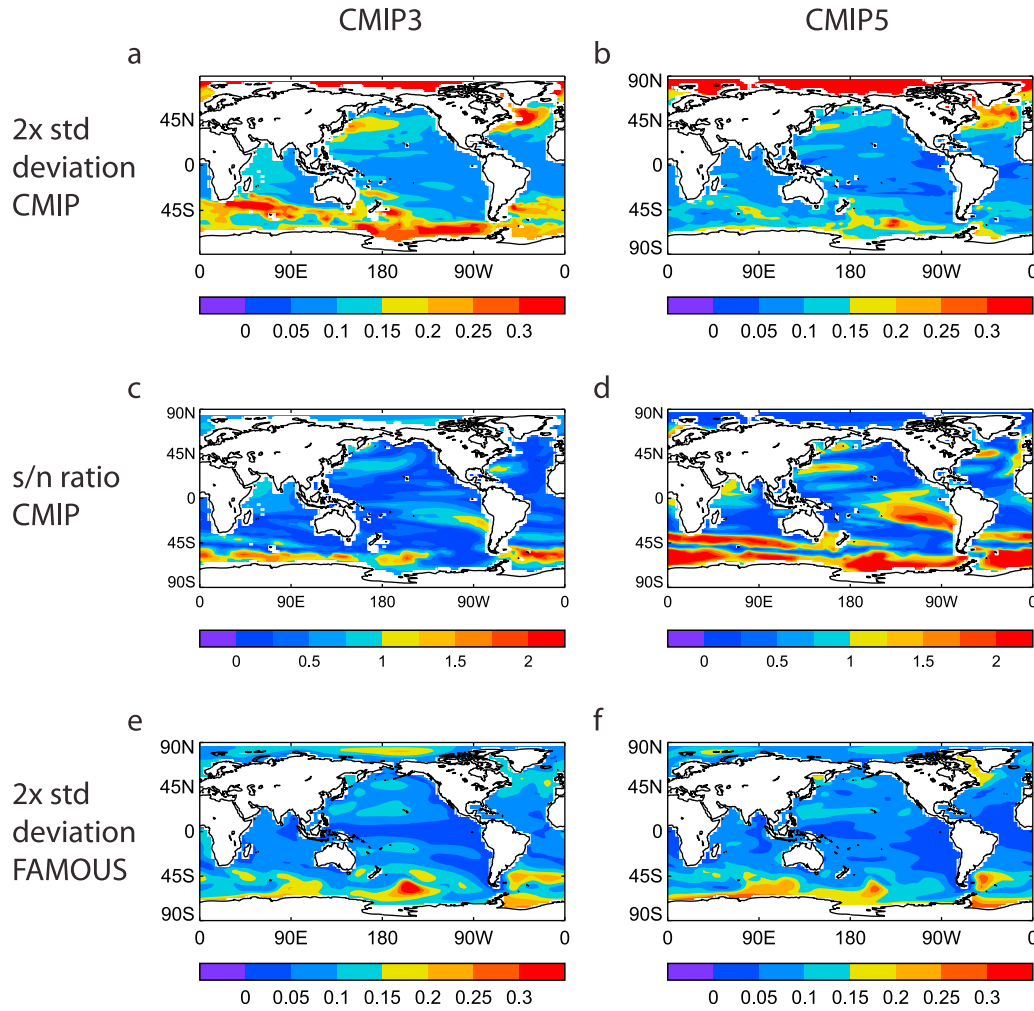 CMIP3
CMIP5
a
b
2x std
deviation
CMIP
45N
0
45S
0
90E
180
90W
0
90N
45N
0
45S
90S
0
90E
180
90W
0
0
0.05
0.1
0.15
0.2
0.25
0.3
0
0.05
0.1
0.15
0.2
0.25
0.3
c
d
s/n ratio
CMIP
90N
45N
0
45S
90S
0
90E
180
90W
0
90N
45N
0
45S
90S
0
90E
180
90W
0
0
0.5
1
1.5
2
0
0.5
1
1.5
2
e
f
2x std
deviation
FAMOUS
90N
45N
0
45S
90S
0
90E
180
90W
0
90N
45N
0
45S
90S
0
90E
180
90W
0
0
0.05
0.1
0.15
0.2
0.25
0.3
0
0.05
0.1
0.15
0.2
0.25
0.3